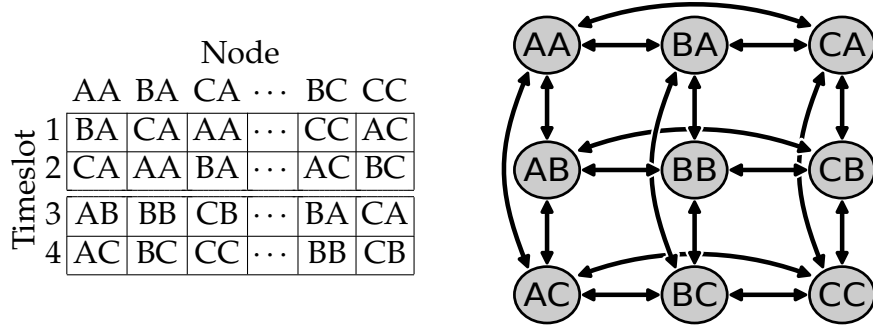 Node
AA BA CA ··· BC CC
Timeslot
1 BA CA AA ··· CC AC
2 CA AA BA ··· AC BC
3 AB BB CB ··· BA CA
4 AC BC CC ··· BB CB
AA BA CA
AB BB CB
AC BC CC